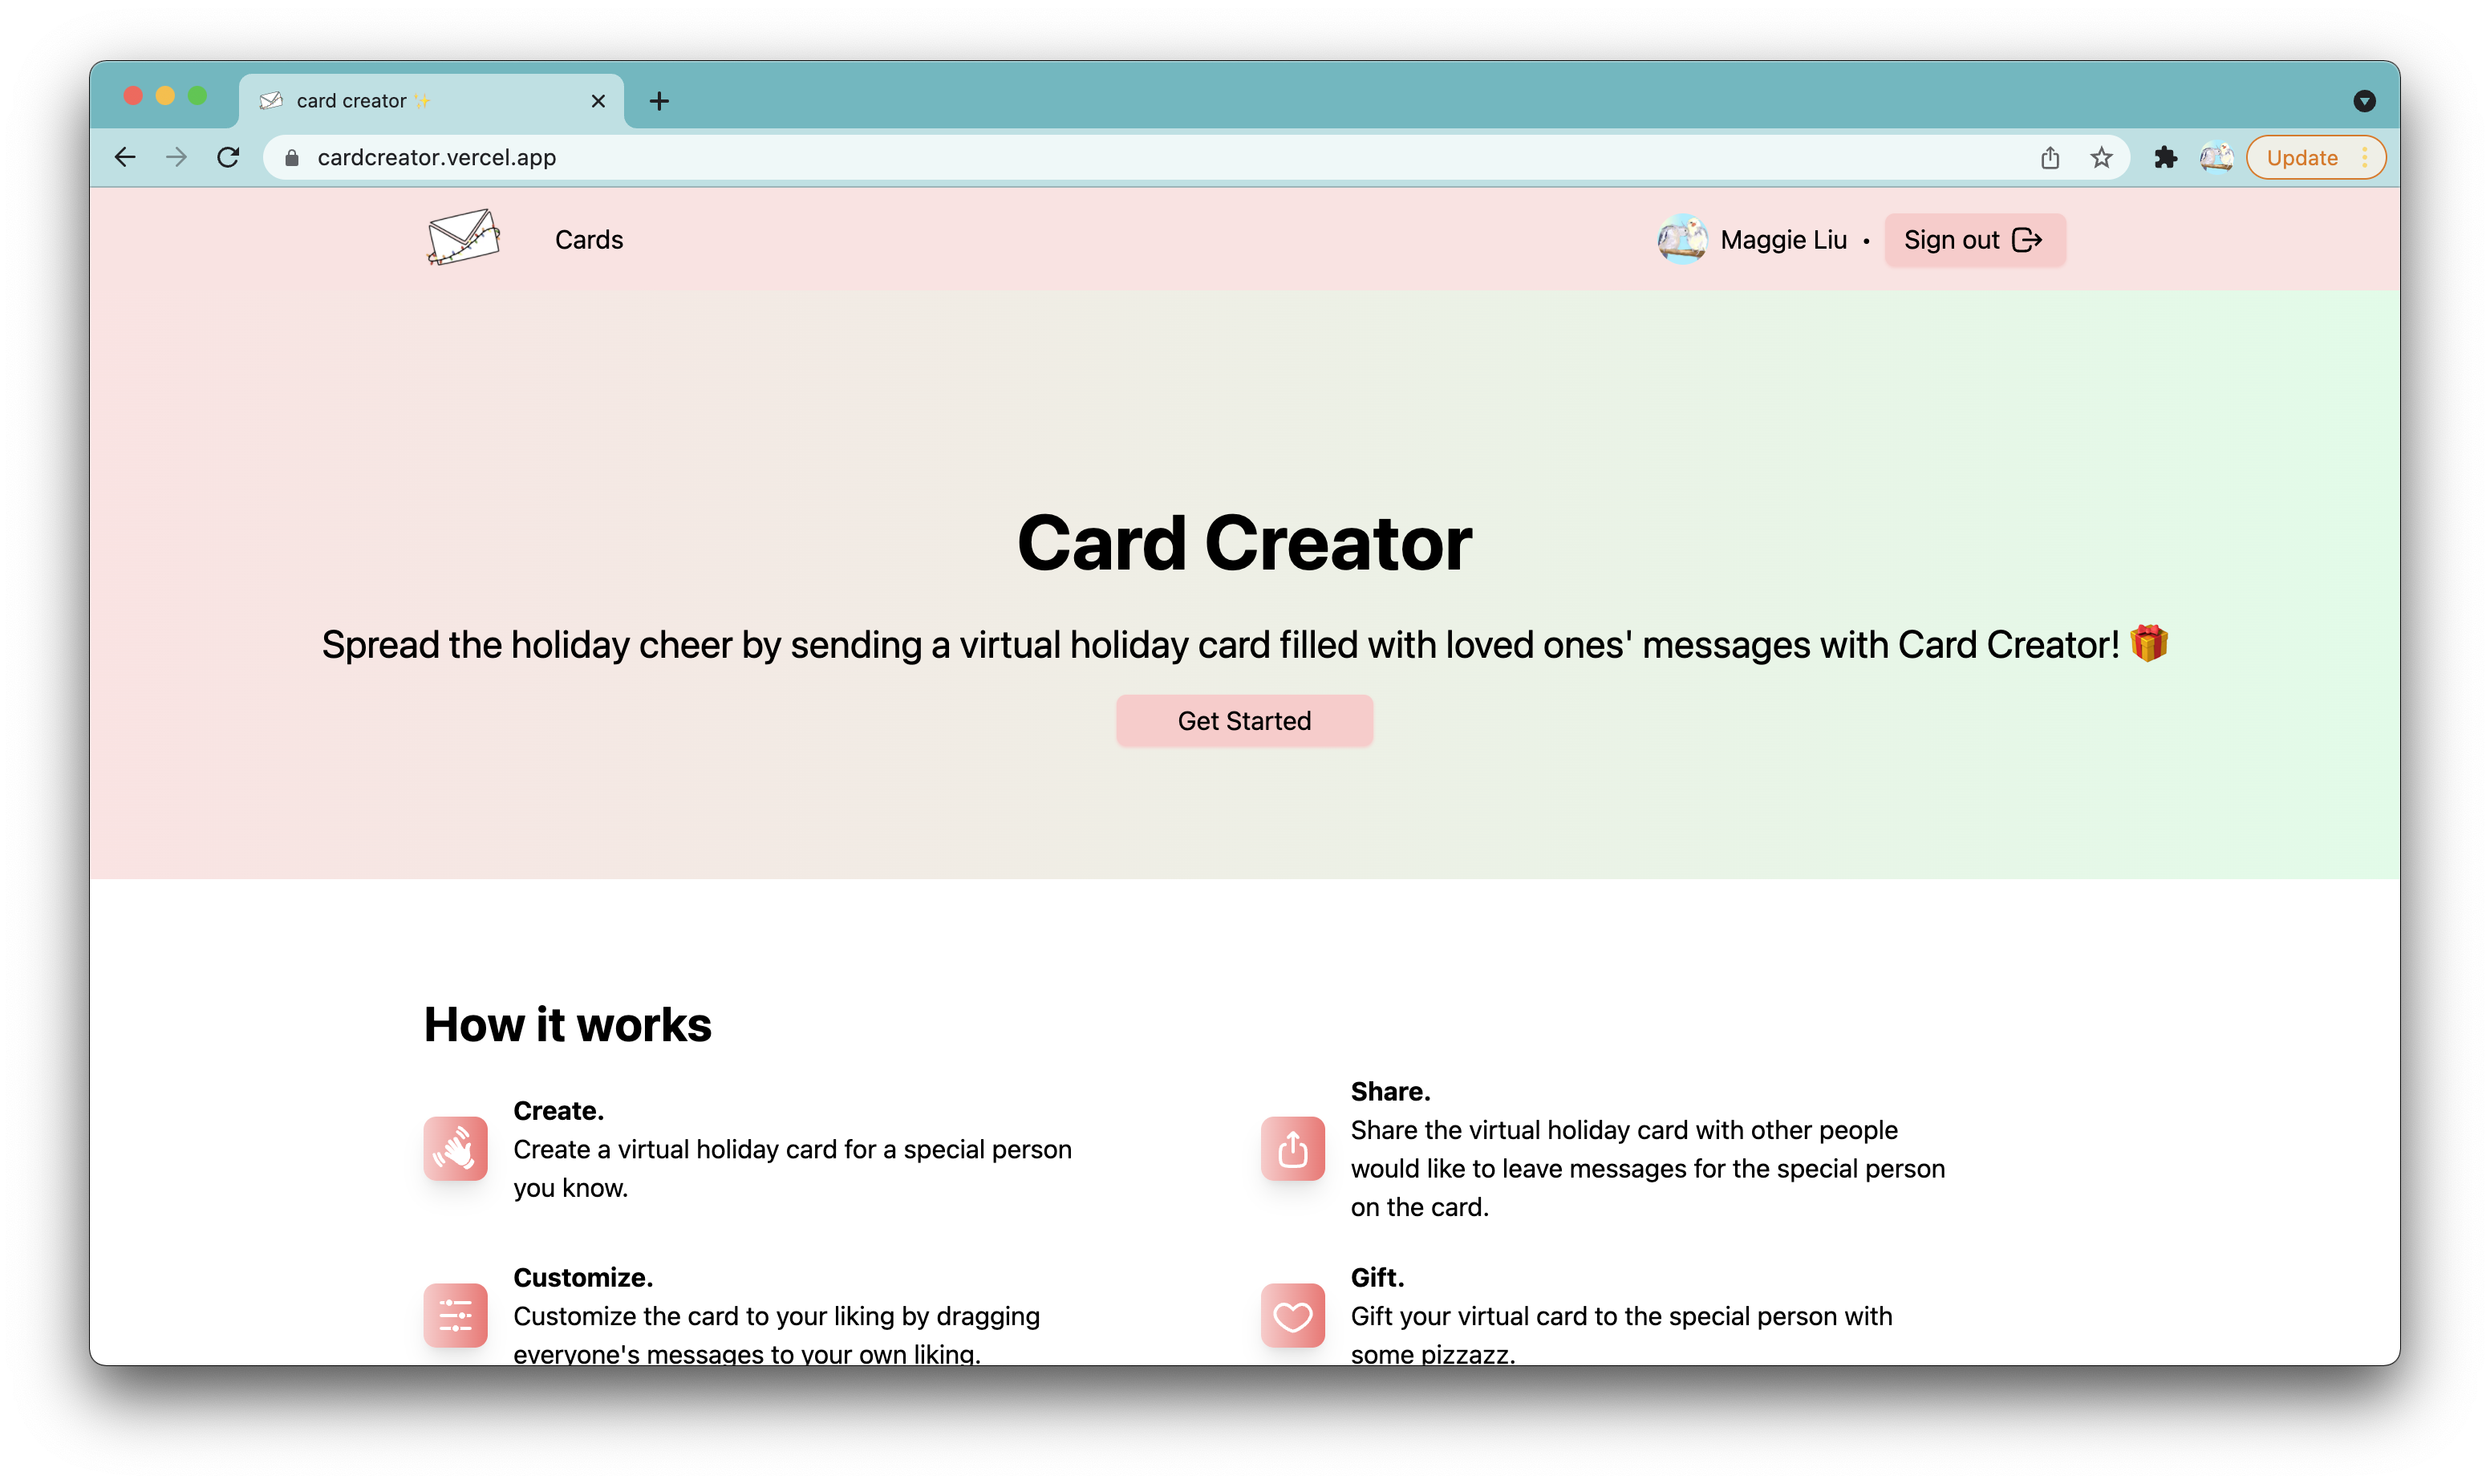 card creator ✨
cardcreator.vercel.app
Update
Cards
Maggie Liu •
Sign out
Card Creator
Spread the holiday cheer by sending a virtual holiday card filled with loved ones' messages with Card Creator! 🎁
Get Started
How it works
Create.
Create a virtual holiday card for a special person
you know.
Share.
Share the virtual holiday card with other people
would like to leave messages for the special person
on the card.
Customize.
Customize the card to your liking by dragging
everyone's messages to your own liking.
Gift.
Gift your virtual card to the special person with
some pizzazz.